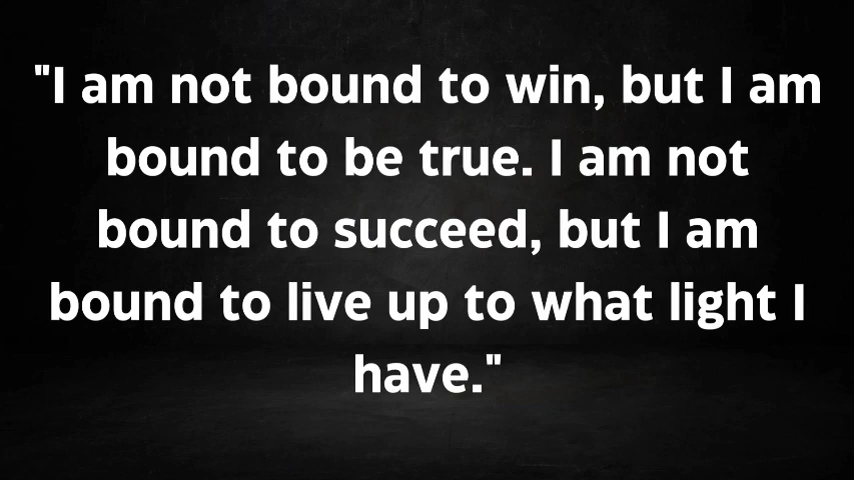 "I am not bound to win, but I am
bound to be true. I am not
bound to succeed, but I am
bound to live up to what light I
have."